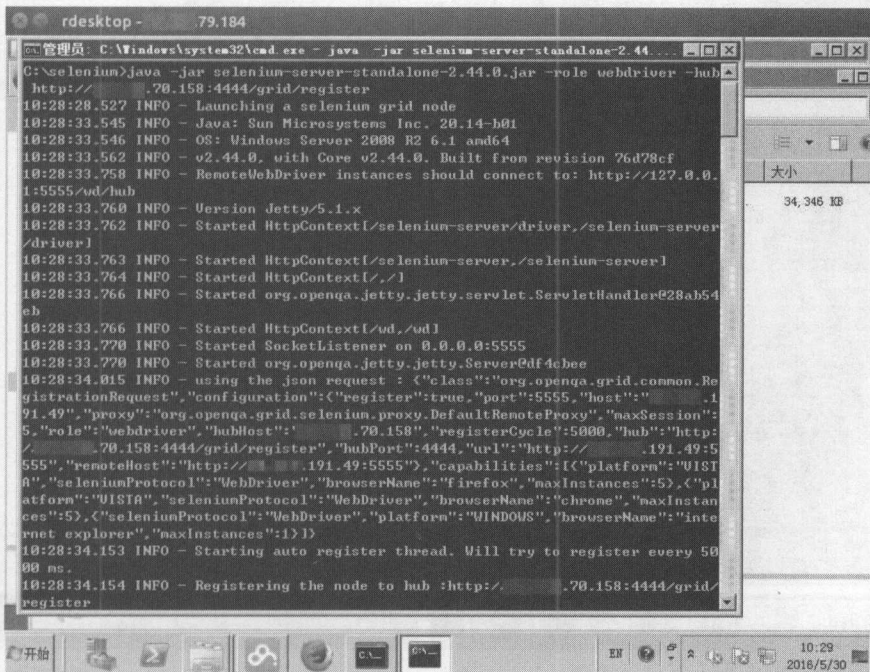 rdesktop - .79.184
管理员: C:\Windows\system32\cmd.exe - java -jar selenium-server-standalone-2.44....
C:\selenium>java -jar selenium-server-standalone-2.44.0.jar -role webdriver -hub
http:// .70.158:4444/grid/register
10:28:28.527 INFO - Launching a selenium grid node
10:28:33.545 INFO - Java: Sun Microsystems Inc. 20.14-b01
10:28:33.546 INFO - OS: Windows Server 2008 R2 6.1 amd64
10:28:33.562 INFO - v2.44.0, with Core v2.44.0. Built from revision 76d78cf
10:28:33.758 INFO - RemoteWebDriver instances should connect to: http://127.0.0.
1:5555/wd/hub
10:28:33.760 INFO - Version Jetty/5.1.x
10:28:33.762 INFO - Started HttpContext[/selenium-server/driver,/selenium-server
/driver]
10:28:33.763 INFO - Started HttpContext[/selenium-server,/selenium-server]
10:28:33.764 INFO - Started HttpContext[/,/]
10:28:33.766 INFO - Started org.openqa.jetty.jetty.servlet.ServletHandler@28ab54
eb
10:28:33.766 INFO - Started HttpContext[/wd,/wd]
10:28:33.770 INFO - Started SocketListener on 0.0.0.0:5555
10:28:33.770 INFO - Started org.openqa.jetty.jetty.Server@df4cbee
10:28:34.015 INFO - using the json request : {"class":"org.openqa.grid.common.Re
gistrationRequest","configuration":{"register":true,"port":5555,"host":" .1
91.49","proxy":"org.openqa.grid.selenium.proxy.DefaultRemoteProxy","maxSession":
5,"role":"webdriver","hubHost":" .70.158","registerCycle":5000,"hub":"http:
/ .70.158:4444/grid/register","hubPort":4444,"url":"http:// .191.49:5
555","remoteHost":"http:// .191.49:5555"},"capabilities":[{"platform":"VIST
A","seleniumProtocol":"WebDriver","browserName":"firefox","maxInstances":5},{"pl
atform":"VISTA","seleniumProtocol":"WebDriver","browserName":"chrome","maxInstan
ces":5},{"seleniumProtocol":"WebDriver","platform":"WINDOWS","browserName":"inte
rnet explorer","maxInstances":1}]}
10:28:34.153 INFO - Starting auto register thread. Will try to register every 50
00 ms.
10:28:34.154 INFO - Registering the node to hub :http:/ .70.158:4444/grid/
register
大小
34,346 KB
开始
EN
10:29
2016/5/30